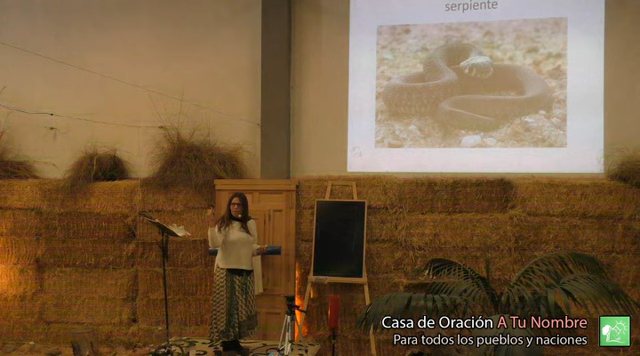 serpiente
Casa de Oración A Tu Nombre
Para todos los pueblos y naciones